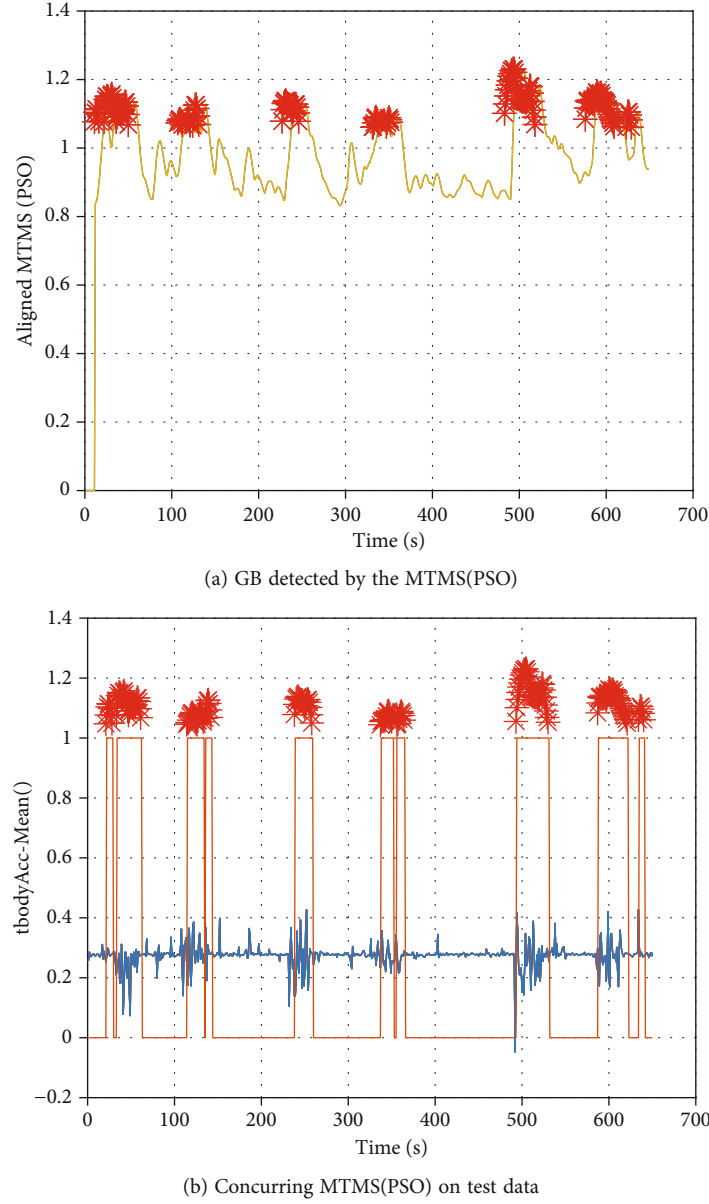 1.4
1.2
1
0.8
0.6
0.4
0.2
0
Aligned MTMS (PSO)
0 100 200 300 400 500 600 700
Time (s)
(a) GB detected by the MTMS(PSO)
1.4
1.2
1
0.8
0.6
0.4
0.2
0
−0.2
tbodyAcc-Mean()
0 100 200 300 400 500 600 700
Time (s)
(b) Concurring MTMS(PSO) on test data